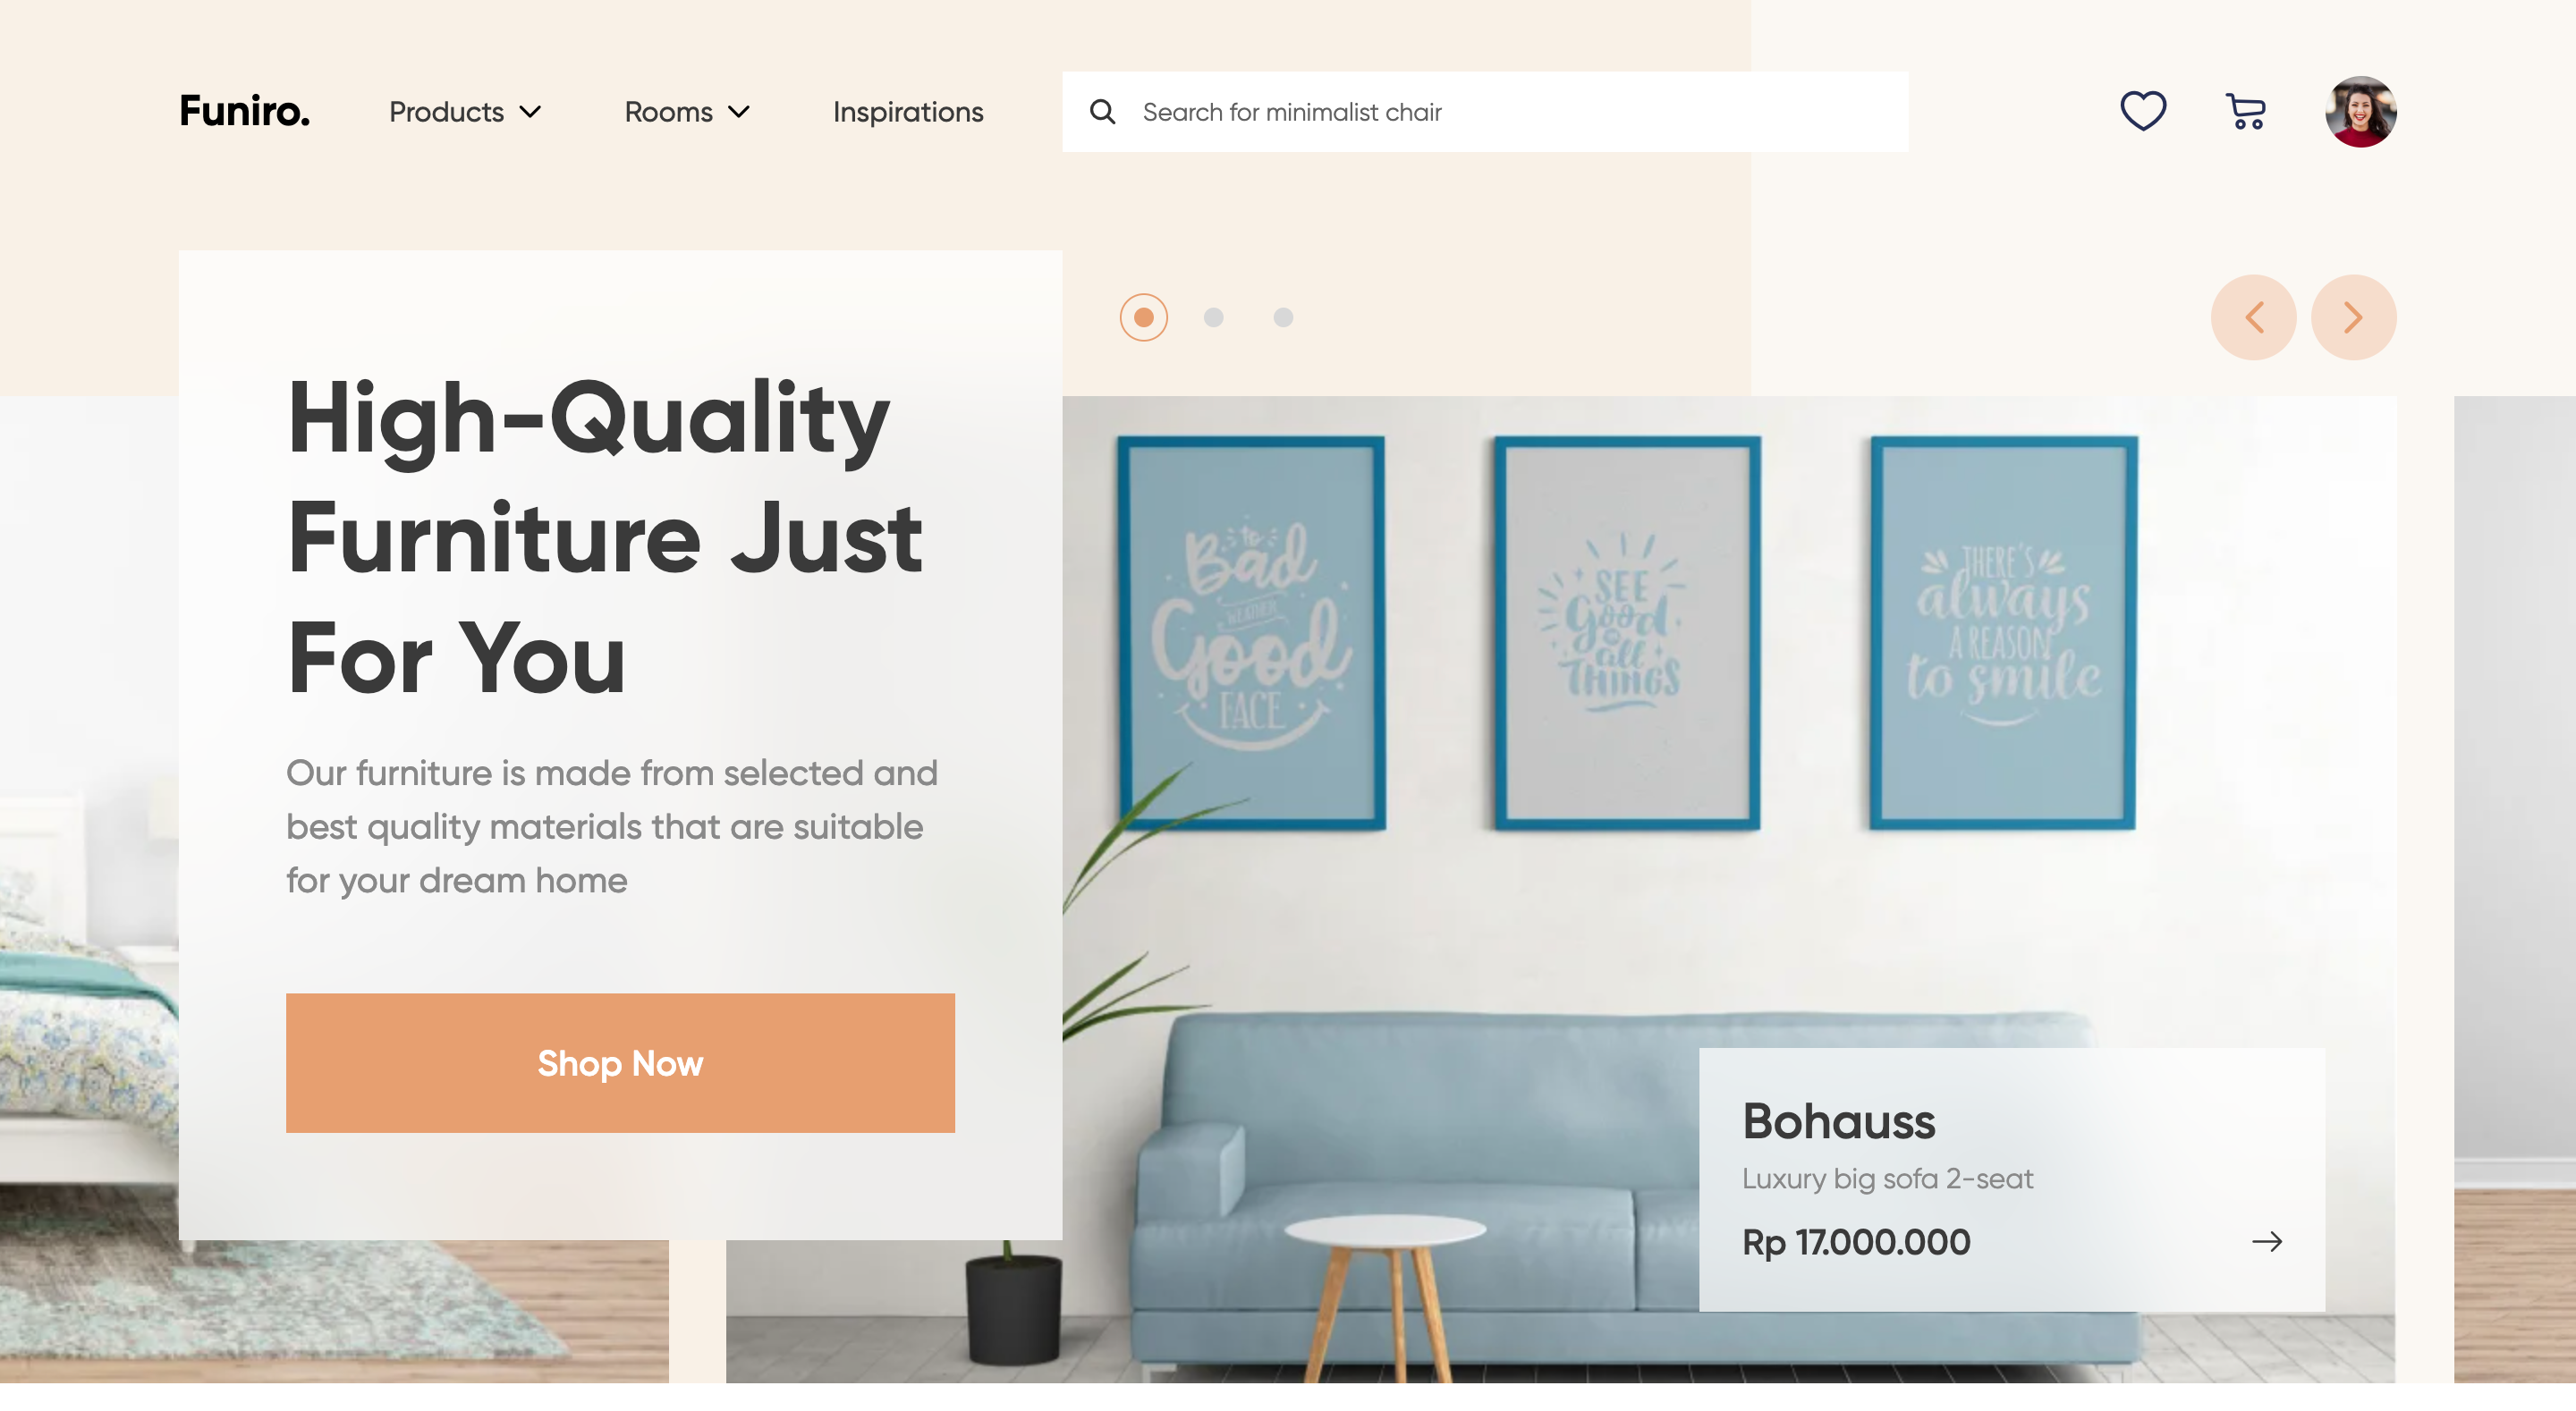 Funiro.
Products
Rooms
Inspirations
Search for minimalist chair
High-Quality
Furniture Just
For You
Our furniture is made from selected and
best quality materials that are suitable
for your dream home
Shop Now
to
Bad
WEATHER
Good
FACE
SEE
Good
in
all
THINGS
THERE'S
always
A REASON
to smile
Bohauss
Luxury big sofa 2-seat
Rp 17.000.000